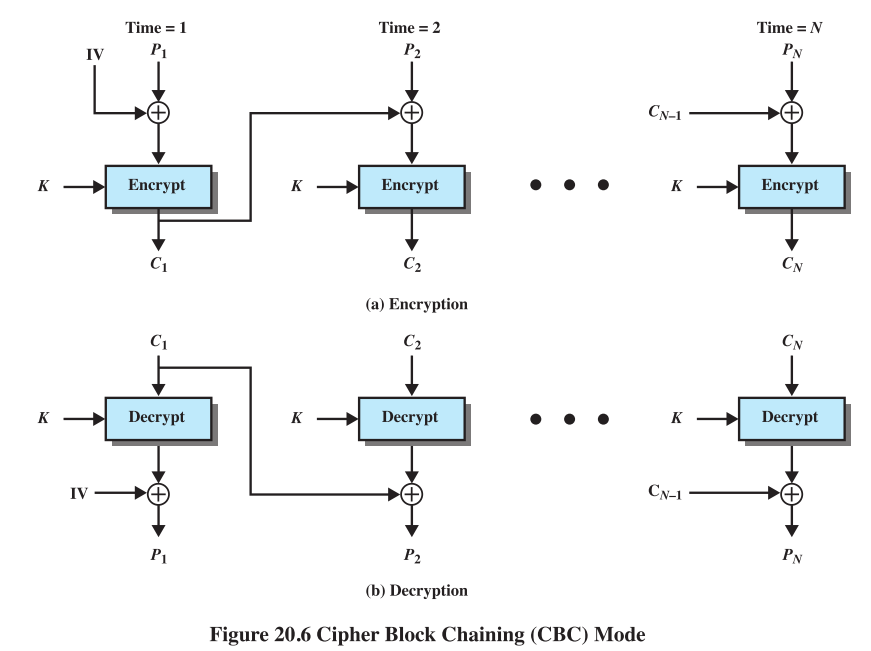 Time = 1 Time = 2 Time = N
IV P1 P2 PN
CN–1
K Encrypt K Encrypt K Encrypt
C1 C2 CN
(a) Encryption
C1 C2 CN
K Decrypt K Decrypt K Decrypt
IV CN–1
P1 P2 PN
(b) Decryption
Figure 20.6 Cipher Block Chaining (CBC) Mode